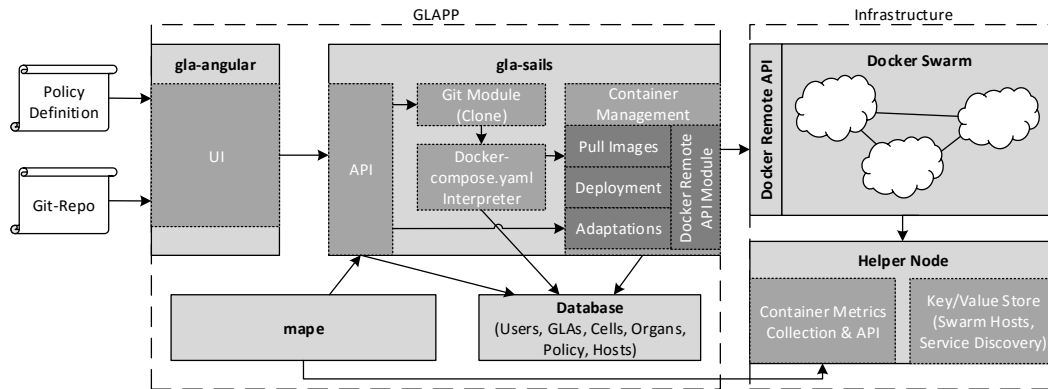 GLAPP
Infrastructure
Policy
Definition
Git-Repo
gla-angular
UI
gla-sails
API
Git Module
(Clone)
Docker-
compose.yaml
Interpreter
Container
Management
Pull Images
Deployment
Adaptations
Docker Remote
API Module
Docker Remote API
Docker Swarm
mape
Database
(Users, GLAs, Cells, Organs,
Policy, Hosts)
Helper Node
Container Metrics
Collection & API
Key/Value Store
(Swarm Hosts,
Service Discovery)